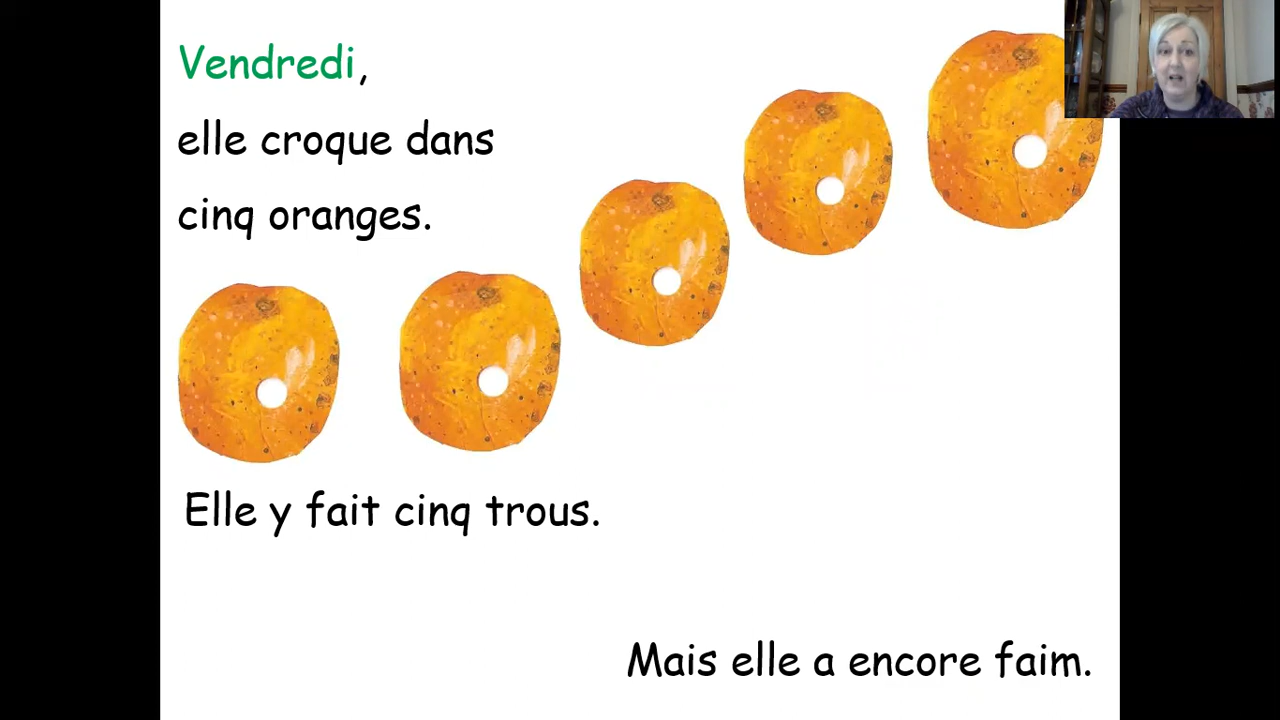 Vendredi,
elle croque dans
cinq oranges.
Elle y fait cinq trous.
Mais elle a encore faim.